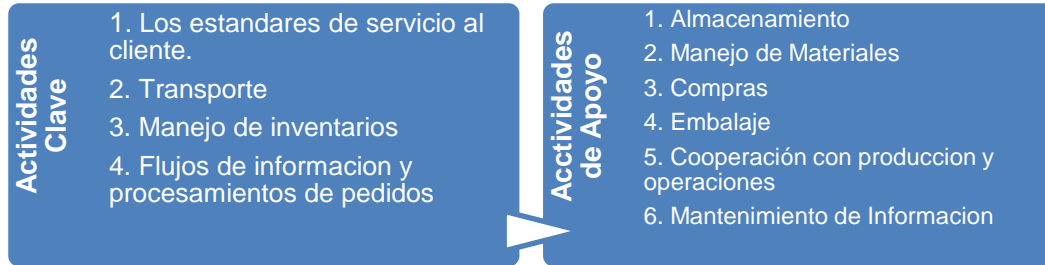 Actividades
Clave
1. Los estandares de servicio al
cliente.
2. Transporte
3. Manejo de inventarios
4. Flujos de informacion y
procesamientos de pedidos
Acctividades
de Apoyo
1. Almacenamiento
2. Manejo de Materiales
3. Compras
4. Embalaje
5. Cooperación con produccion y
operaciones
6. Mantenimiento de Informacion